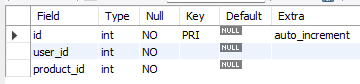 Field Type Null Key Default Extra
id int NO PRI NULL auto_increment
user_id int NO NULL
product_id int NO NULL